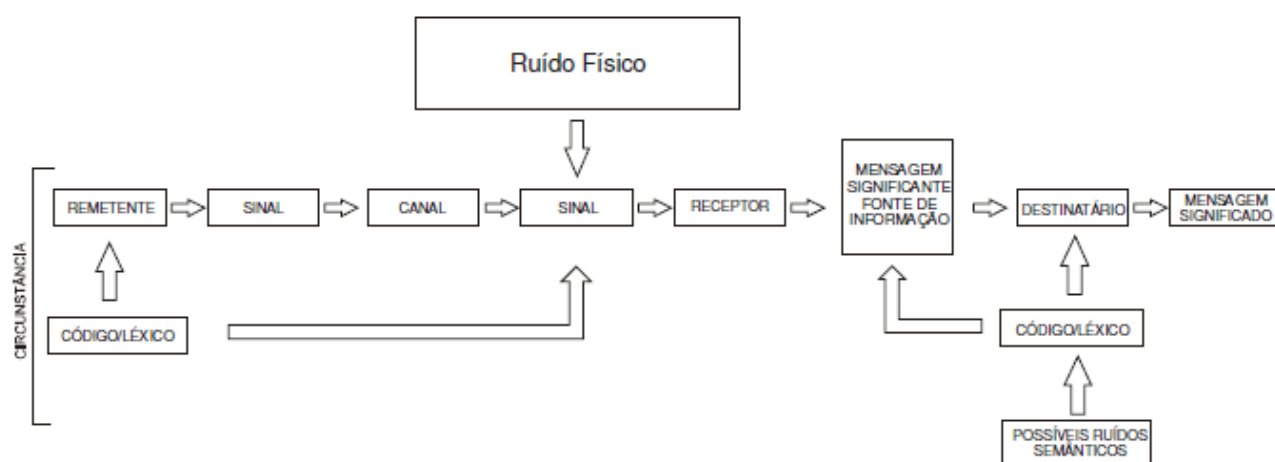 Ruído Físico
CIRCUNSTÂNCIA
REMETENTE
SINAL
CANAL
SINAL
RECEPTOR
MENSAGEM
SIGNIFICANTE
FONTE DE
INFORMAÇÃO
DESTINATÁRIO
MENSAGEM
SIGNIFICADO
CÓDIGO/LÉXICO
CÓDIGO/LÉXICO
POSSÍVEIS RUÍDOS
SEMÂNTICOS